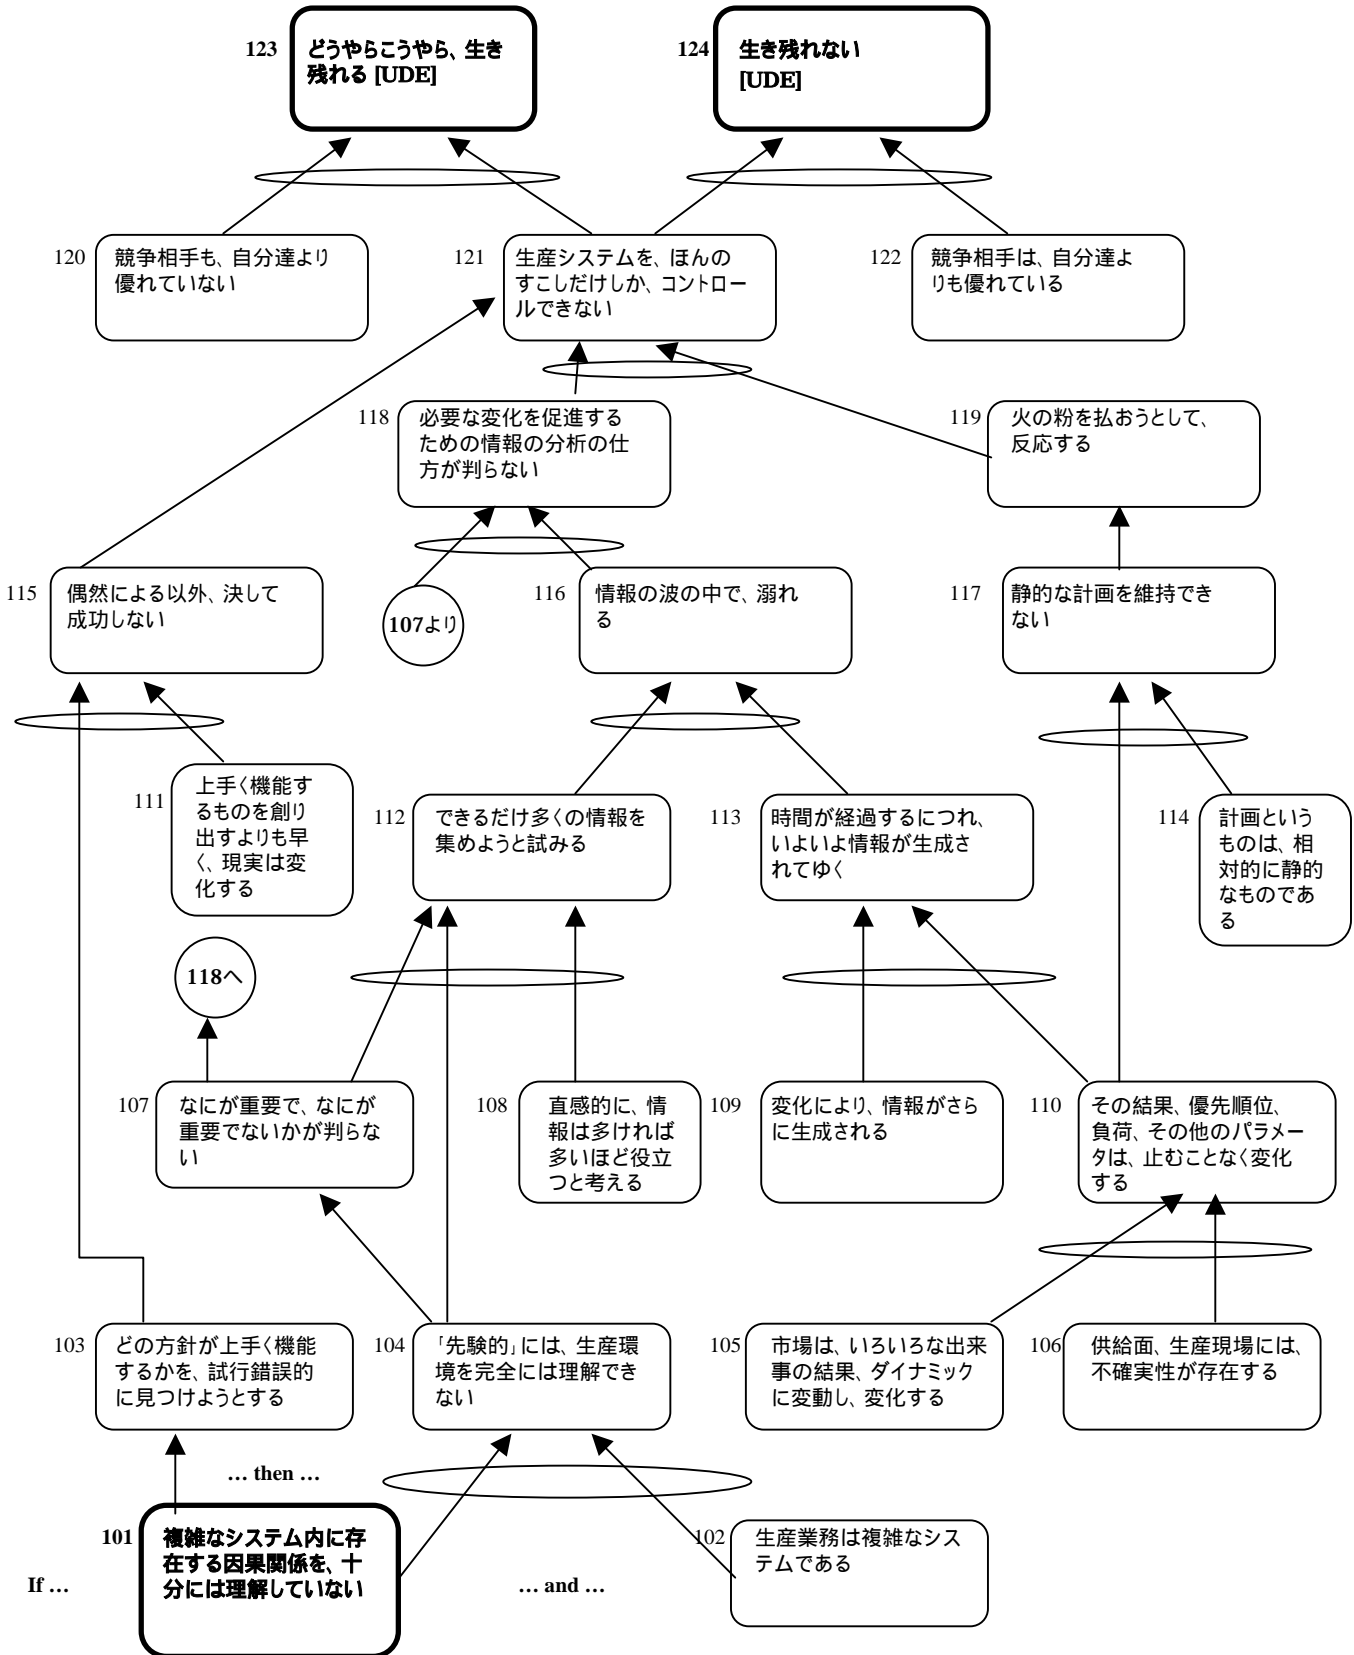 123
どうやらこうやら、生き
残れる [UDE]
124
生き残れない
[UDE]
120
競争相手も、自分達より
優れていない
121
生産システムを、ほんの
すこしだけしか、コントロー
ルできない
122
競争相手は、自分達よ
りも優れている
118
必要な変化を促進する
ための情報の分析の仕
方が判らない
119
火の粉を払おうとして、
反応する
115
偶然による以外、決して
成功しない
107より
116
情報の波の中で、溺れ
る
117
静的な計画を維持でき
ない
111
上手く機能す
るものを創り
出すよりも早
く、現実は変
化する
112
できるだけ多くの情報を
集めようと試みる
113
時間が経過するにつれ、
いよいよ情報が生成さ
れてゆく
114
計画という
ものは、相
対的に静的
なものであ
る
118へ
107
なにが重要で、なにが
重要でないかが判らな
い
108
直感的に、情
報は多ければ
多いほど役立
つと考える
109
変化により、情報がさら
に生成される
110
その結果、優先順位、
負荷、その他のパラメー
タは、止むことなく変化
する
103
どの方針が上手く機能
するかを、試行錯誤的
に見つけようとする
104
「先験的」には、生産環
境を完全には理解でき
ない
105
市場は、いろいろな出来
事の結果、ダイナミック
に変動し、変化する
106
供給面、生産現場には、
不確実性が存在する
… then …
101
複雑なシステム内に存
在する因果関係を、十
分には理解していない
102
生産業務は複雑なシス
テムである
If …
… and …